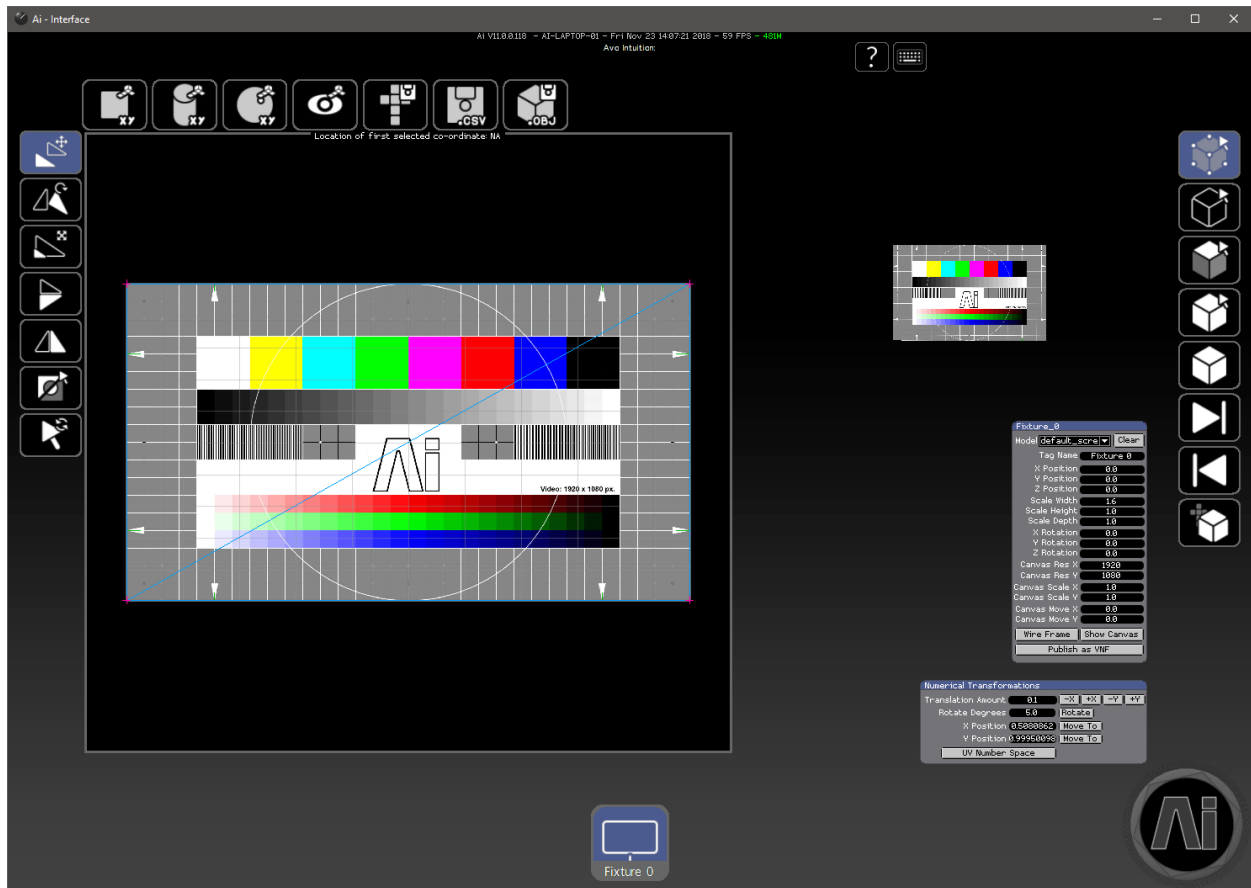 Ai - Interface
Ai V11.0.0.118 - AI-LAPTOP-01 - Fri Nov 23 14:07:21 2018 - 59 FPS - 481M
Avo Intuition:
?
XY
XY
XY
.CSV
.OBJ
Location of first selected co-ordinate: NA
Ai
Video: 1920 x 1080 px.
Ai
Fixture_0
Model default_scre Clear
Tag Name Fixture 0
X Position 0.0
Y Position 0.0
Z Position 0.0
Scale Width 1.6
Scale Height 1.0
Scale Depth 1.0
X Rotation 0.0
Y Rotation 0.0
Z Rotation 0.0
Canvas Res X 1920
Canvas Res Y 1080
Canvas Scale X 1.0
Canvas Scale Y 1.0
Canvas Move X 0.0
Canvas Move Y 0.0
Wire Frame Show Canvas
Publish as VNF
Numerical Transformations
Translation Amount 0.1 -X +X -Y +Y
Rotate Degrees 5.0 Rotate
X Position 0.5080862 Move To
Y Position 0.99950098 Move To
UV Number Space
Fixture 0
Ai